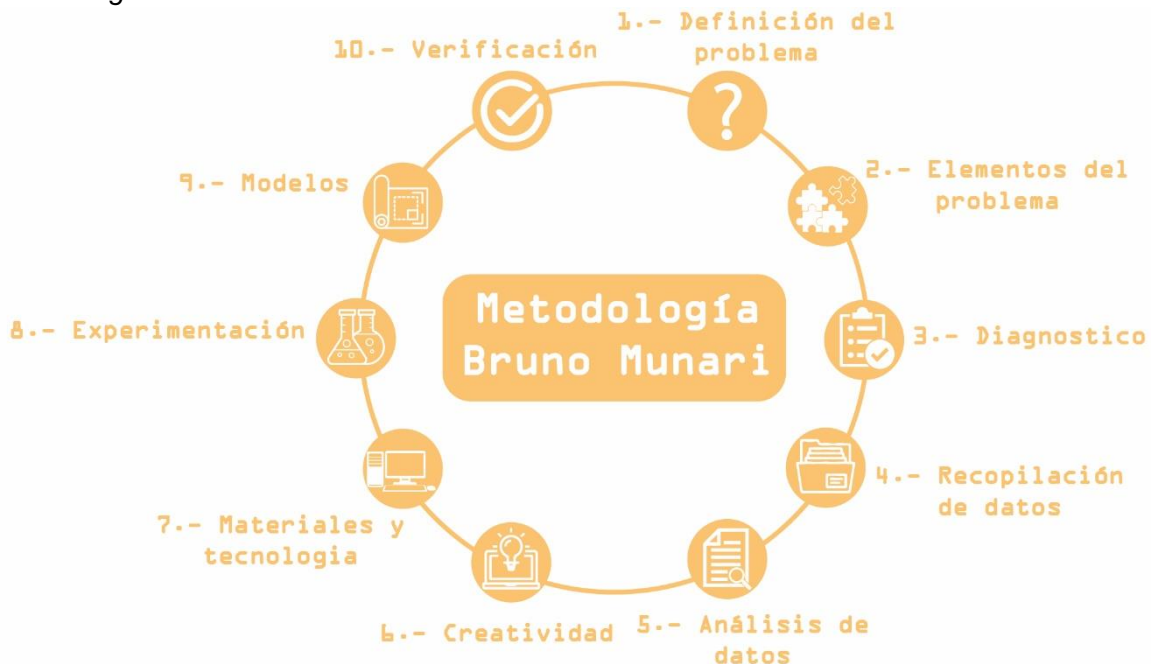 1.- Definición del
problema
2.- Elementos del
problema
3.- Diagnostico
4.- Recopilación
de datos
5.- Análisis de
datos
6.- Creatividad
7.- Materiales y
tecnologia
8.- Experimentación
9.- Modelos
10.- Verificación
Metodología
Bruno Munari